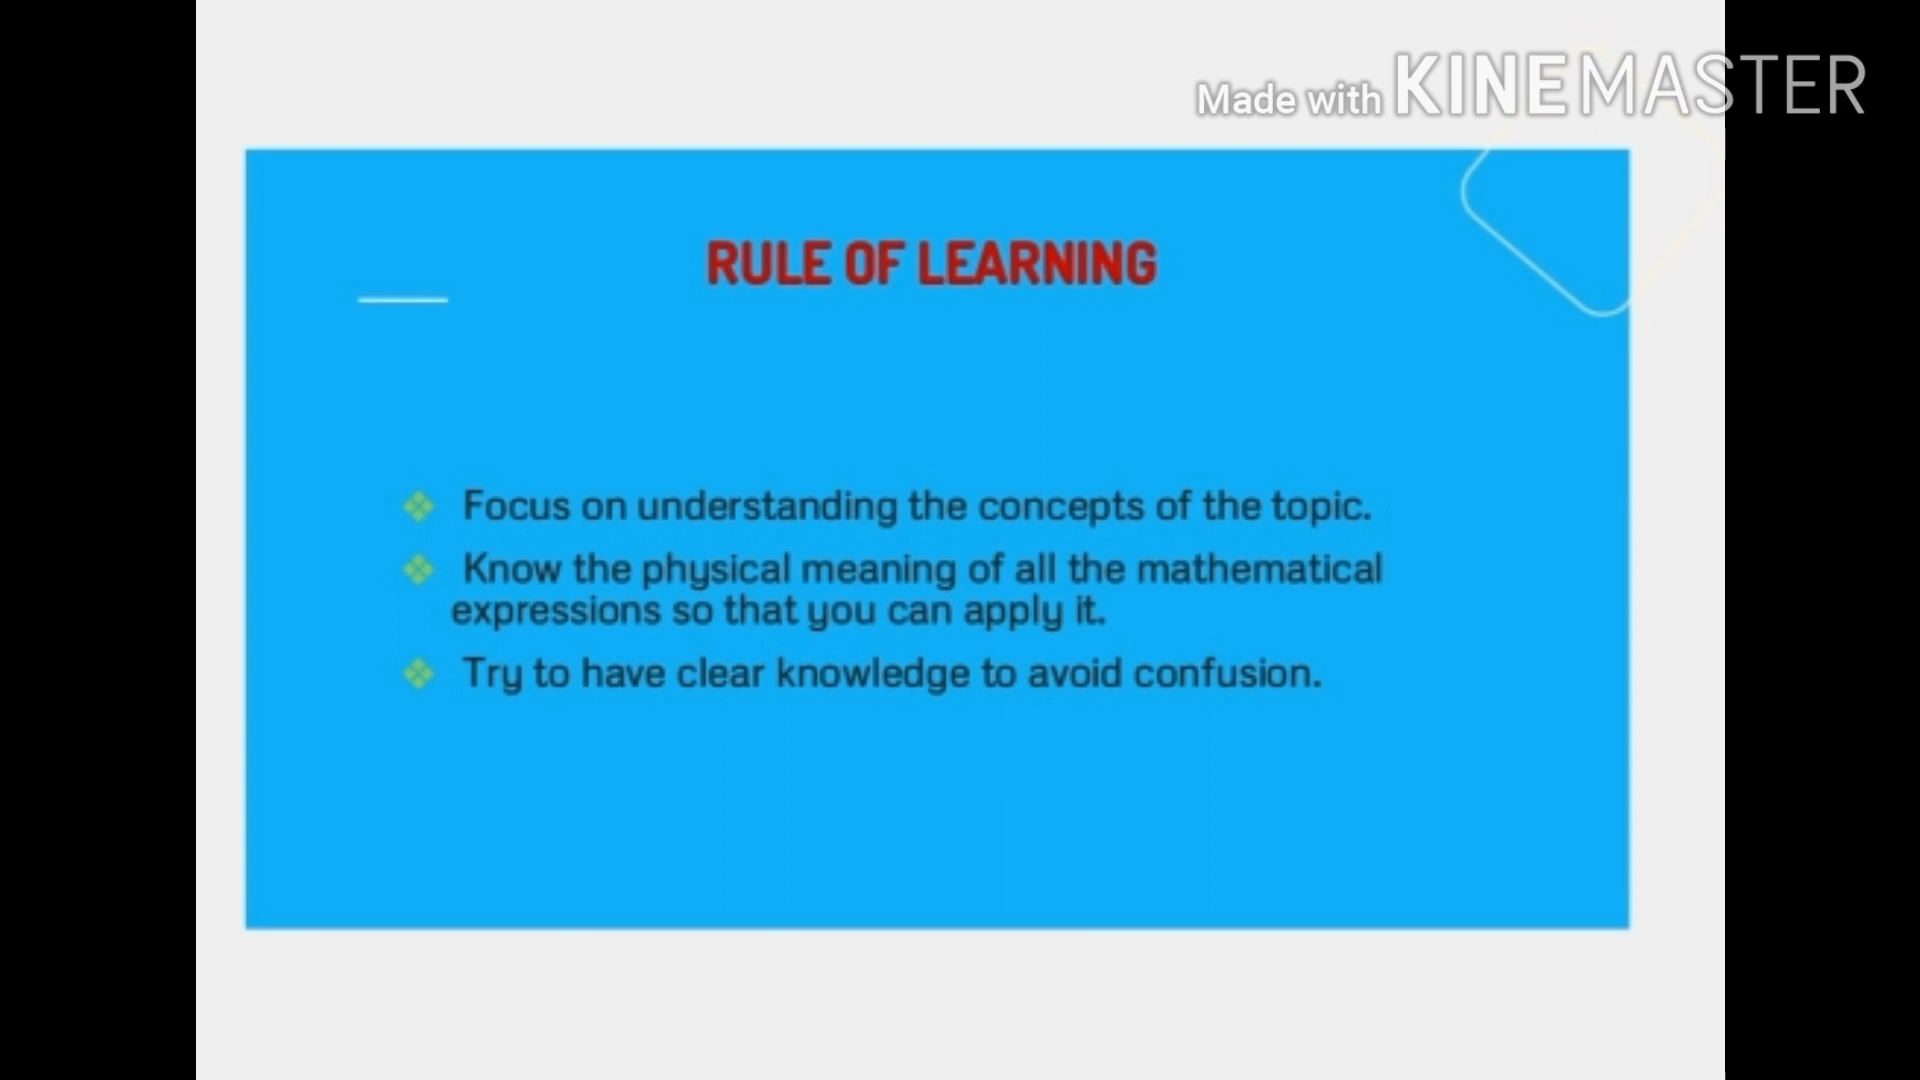 Made with KINEMASTER
RULE OF LEARNING
Focus on understanding the concepts of the topic.
Know the physical meaning of all the mathematical
expressions so that you can apply it.
Try to have clear knowledge to avoid confusion.